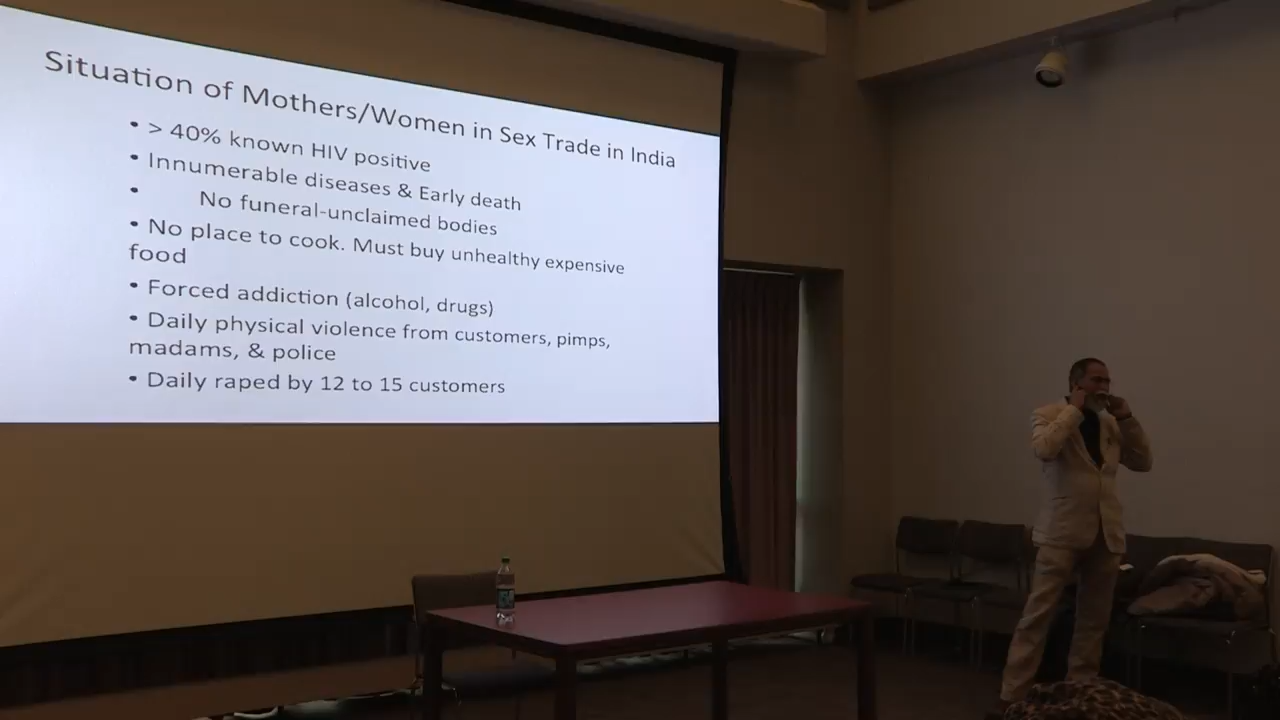 Situation of Mothers/Women in Sex Trade in India
• > 40% known HIV positive
• Innumerable diseases & Early death
• No funeral-unclaimed bodies
• No place to cook. Must buy unhealthy expensive
food
• Forced addiction (alcohol, drugs)
• Daily physical violence from customers, pimps,
madams, & police
• Daily raped by 12 to 15 customers